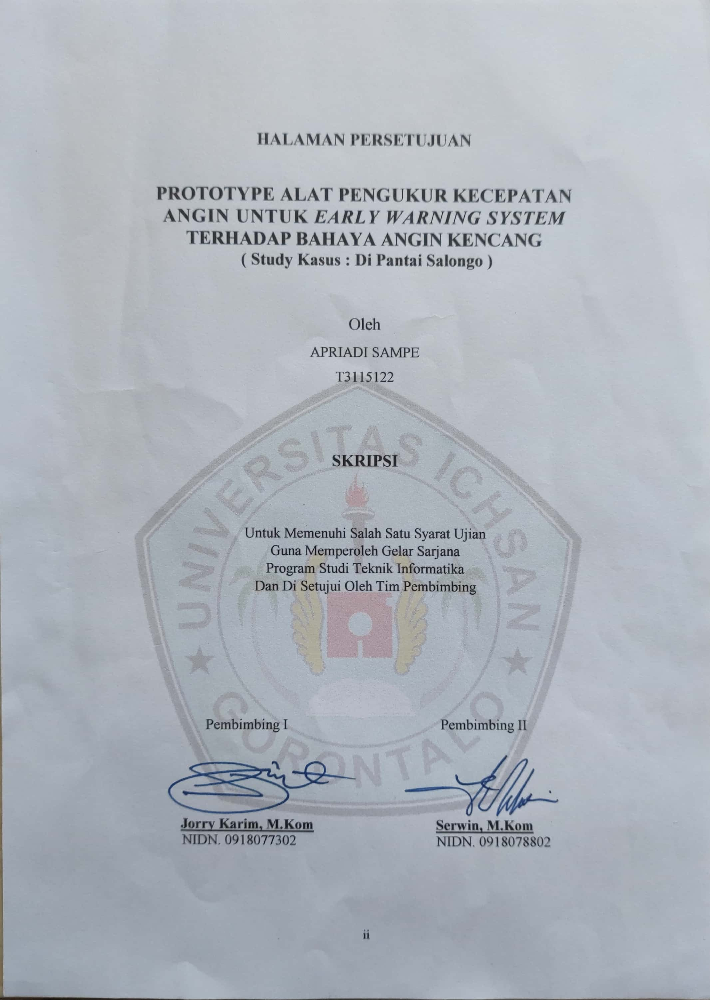 HALAMAN PERSETUJUAN
PROTOTYPE ALAT PENGUKUR KECEPATAN
ANGIN UNTUK EARLY WARNING SYSTEM
TERHADAP BAHAYA ANGIN KENCANG
( Study Kasus : Di Pantai Salongo )
Oleh
APRIADI SAMPE
T3115122
UNIVERSITAS ICHSAN
SKRIPSI
Untuk Memenuhi Salah Satu Syarat Ujian
Guna Memperoleh Gelar Sarjana
Program Studi Teknik Informatika
Dan Di Setujui Oleh Tim Pembimbing
GORONTALO
Pembimbing I
Pembimbing II
Jorry Karim, M.Kom
NIDN. 0918077302
Serwin, M.Kom
NIDN. 0918078802
ii